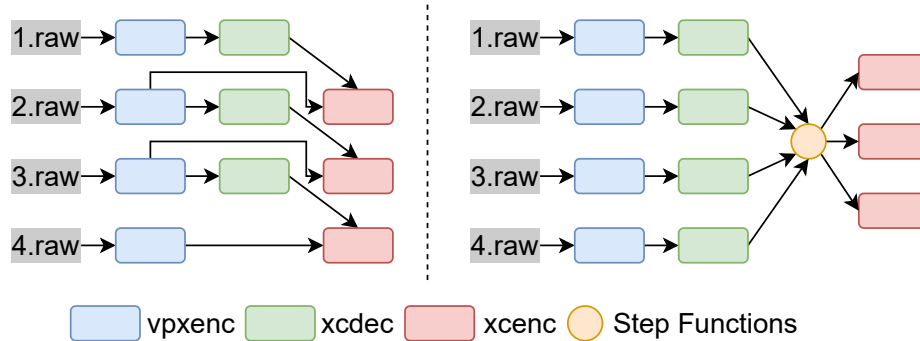 1.raw
2.raw
3.raw
4.raw
1.raw
2.raw
3.raw
4.raw
vpxenc
xcdec
xcenc
Step Functions